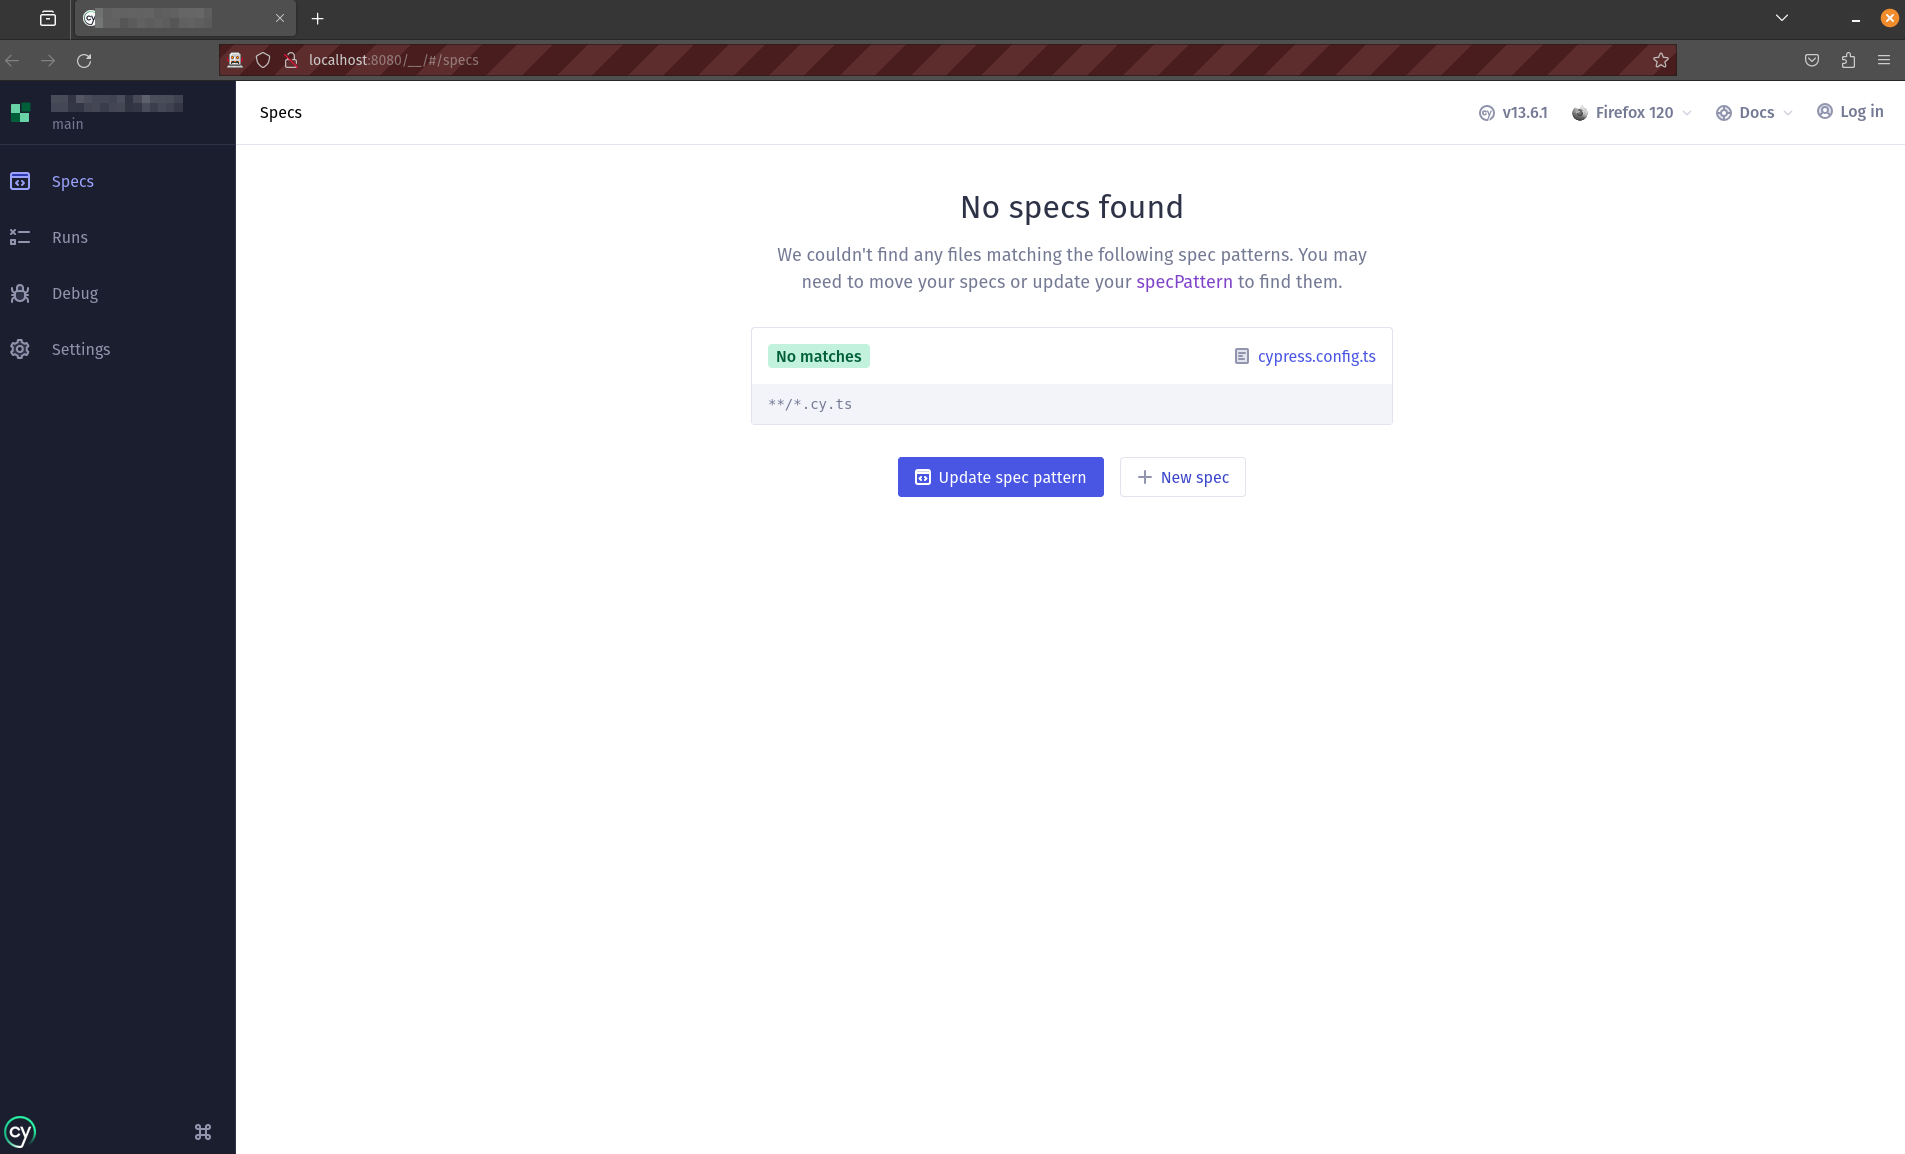 localhost:8080/__/#/specs
main
Specs
Runs
Debug
Settings
cy
Specs
cy v13.6.1 Firefox 120 Docs Log in
No specs found
We couldn't find any files matching the following spec patterns. You may
need to move your specs or update your specPattern to find them.
No matches cypress.config.ts
**/*.cy.ts
Update spec pattern New spec